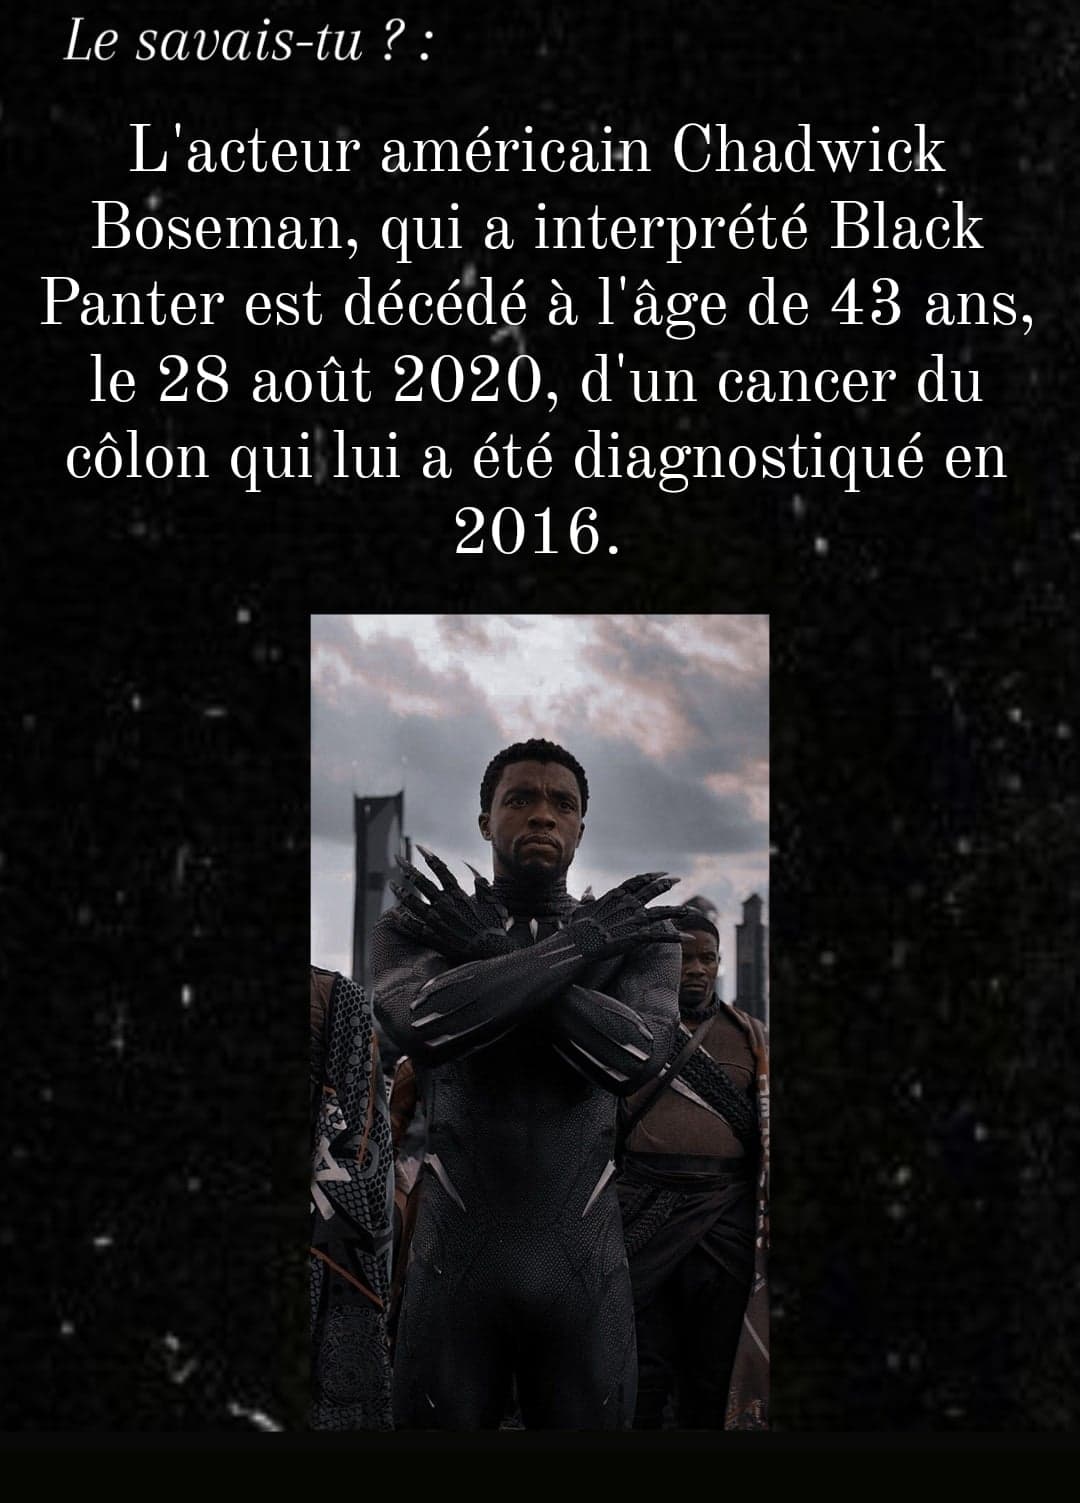 Le savais-tu ? :
L'acteur américain Chadwick
Boseman, qui a interprété Black
Panter est décédé à l'âge de 43 ans,
le 28 août 2020, d'un cancer du
côlon qui lui a été diagnostiqué en
2016.